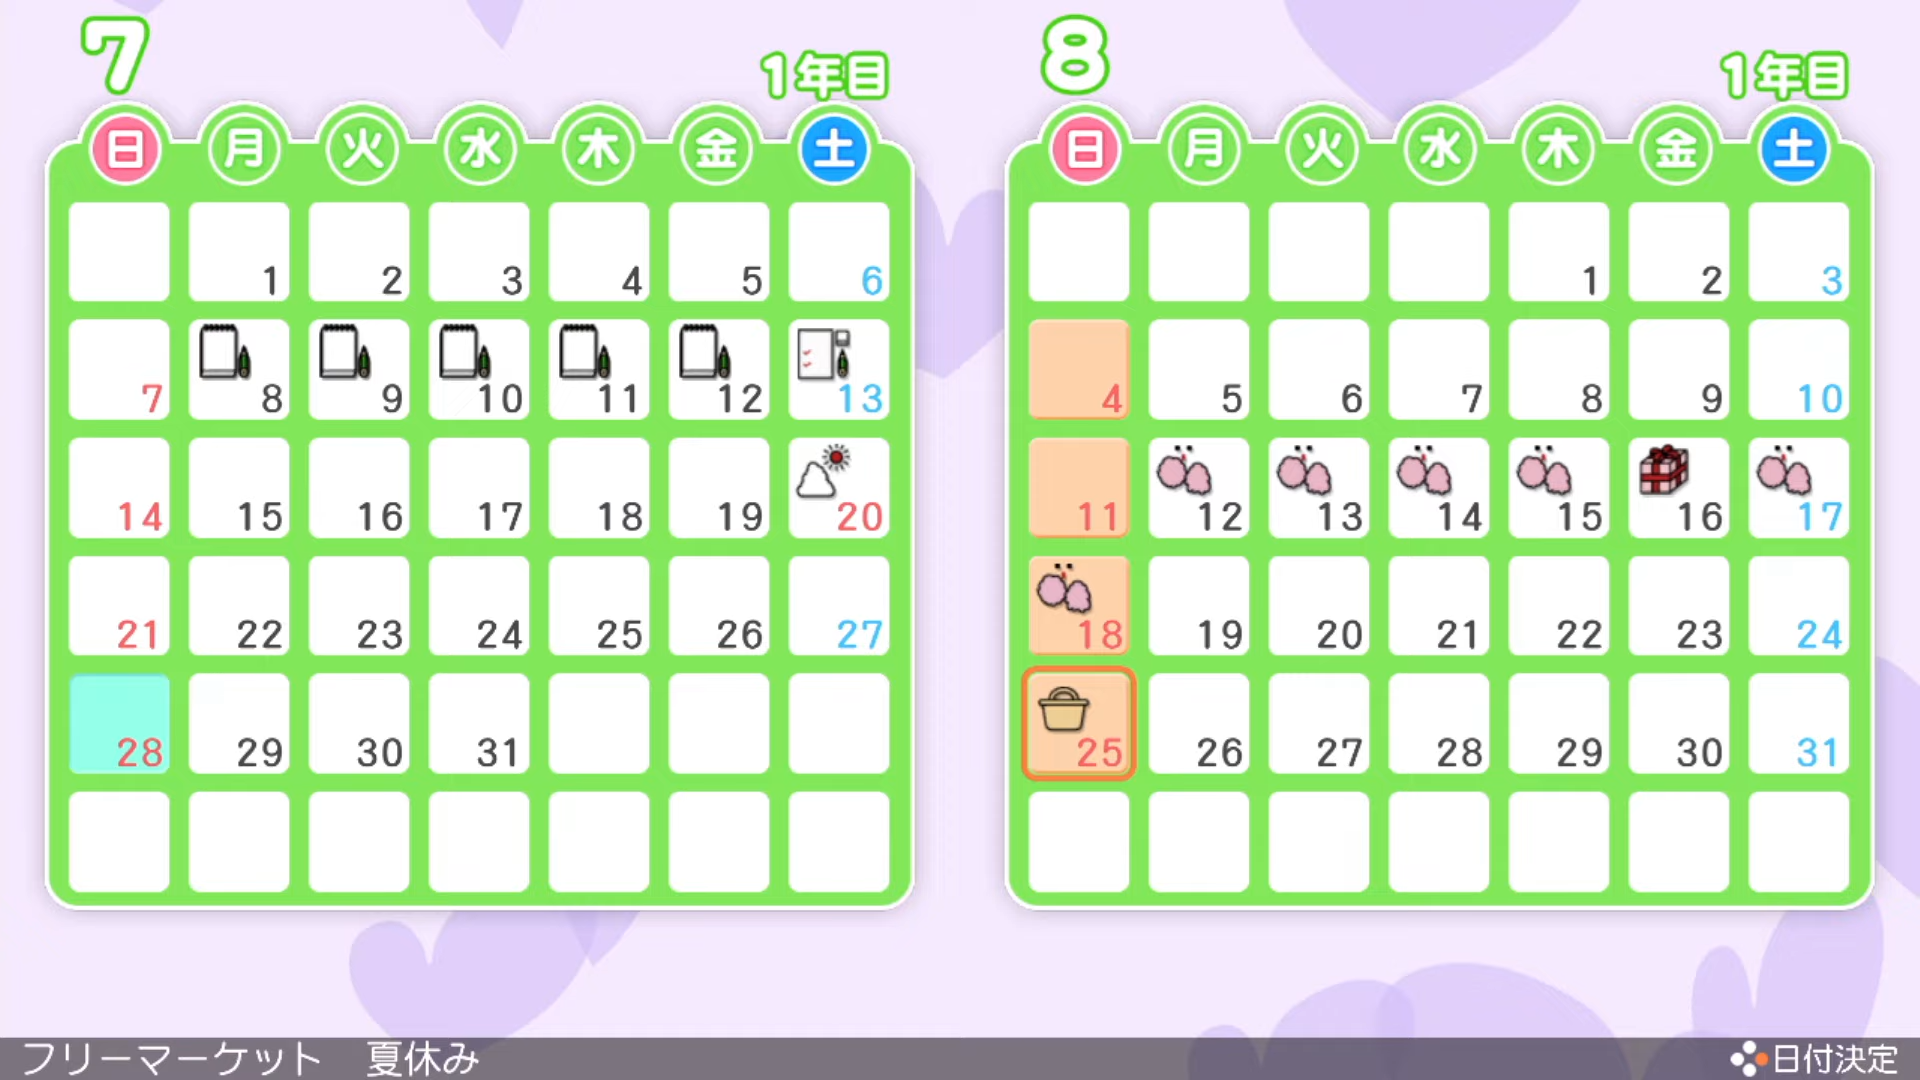 7
1年目
日 月 火 水 木 金 土
1 2 3 4 5 6
7 8 9 10 11 12 13
14 15 16 17 18 19 20
21 22 23 24 25 26 27
28 29 30 31
8
1年目
日 月 火 水 木 金 土
1 2 3
4 5 6 7 8 9 10
11 12 13 14 15 16 17
18 19 20 21 22 23 24
25 26 27 28 29 30 31
フリーマーケット 夏休み
日付決定